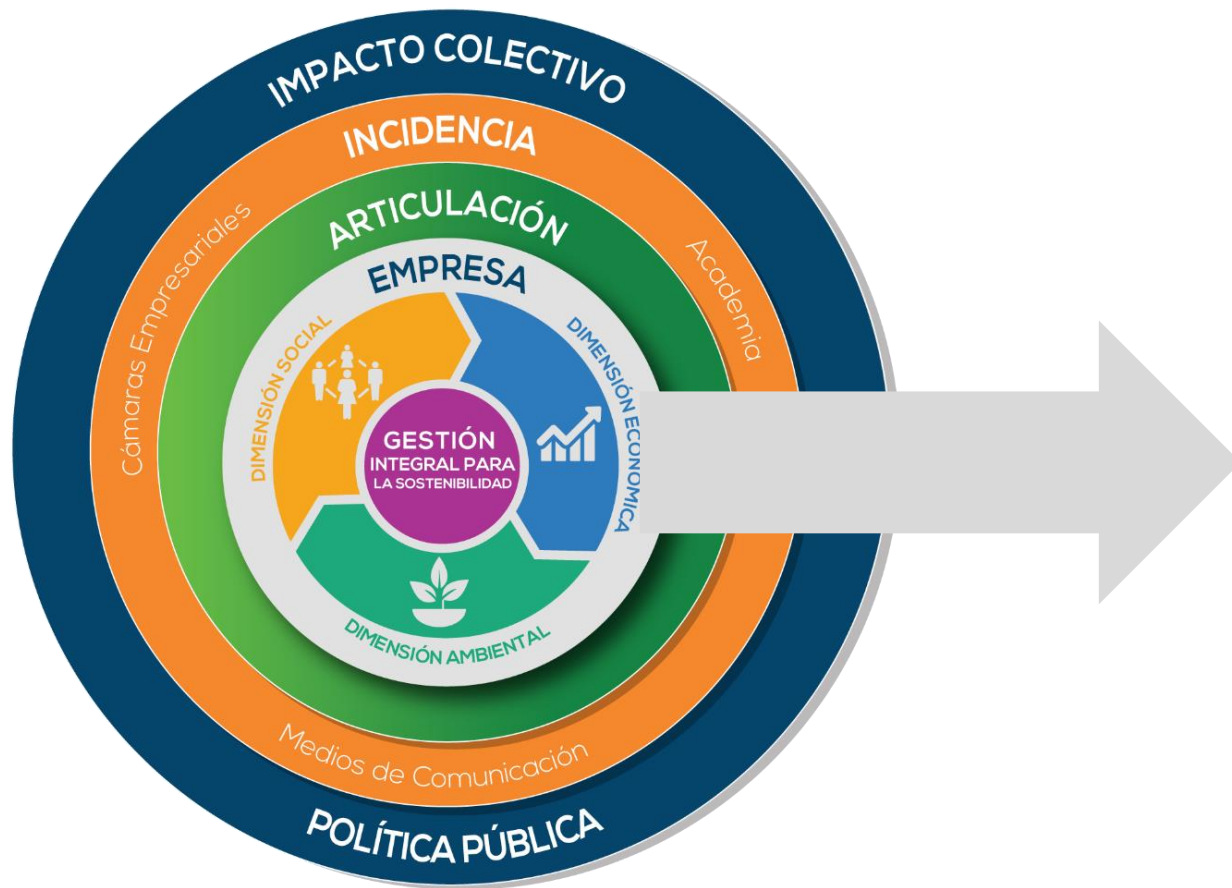 IMPACTO COLECTIVO
INCIDENCIA
ARTICULACIÓN
EMPRESA
Cámaras Empresariales
Academia
DIMENSIÓN SOCIAL
DIMENSIÓN ECONOMICA
GESTIÓN
INTEGRAL PARA
LA SOSTENIBILIDAD
DIMENSIÓN AMBIENTAL
Medios de Comunicación
POLÍTICA PÚBLICA